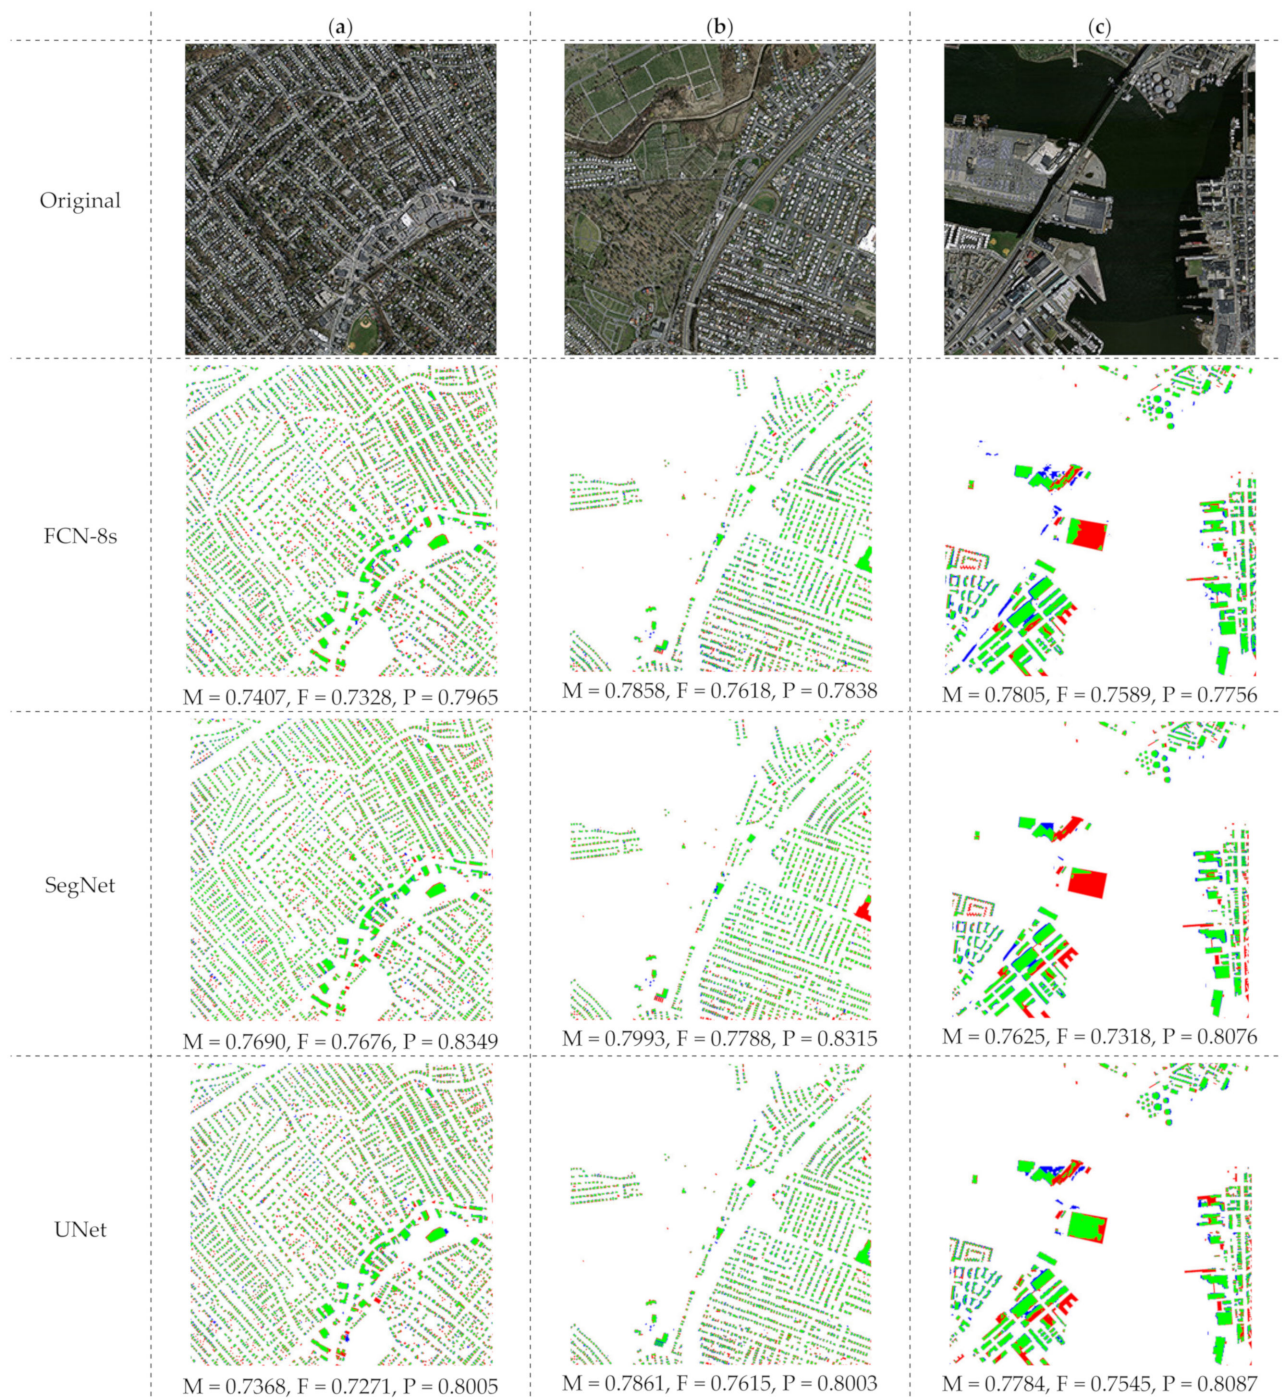 (a) (b) (c)
Original
FCN-8s
M = 0.7407, F = 0.7328, P = 0.7965
M = 0.7858, F = 0.7618, P = 0.7838
M = 0.7805, F = 0.7589, P = 0.7756
SegNet
M = 0.7690, F = 0.7676, P = 0.8349
M = 0.7993, F = 0.7788, P = 0.8315
M = 0.7625, F = 0.7318, P = 0.8076
UNet
M = 0.7368, F = 0.7271, P = 0.8005
M = 0.7861, F = 0.7615, P = 0.8003
M = 0.7784, F = 0.7545, P = 0.8087